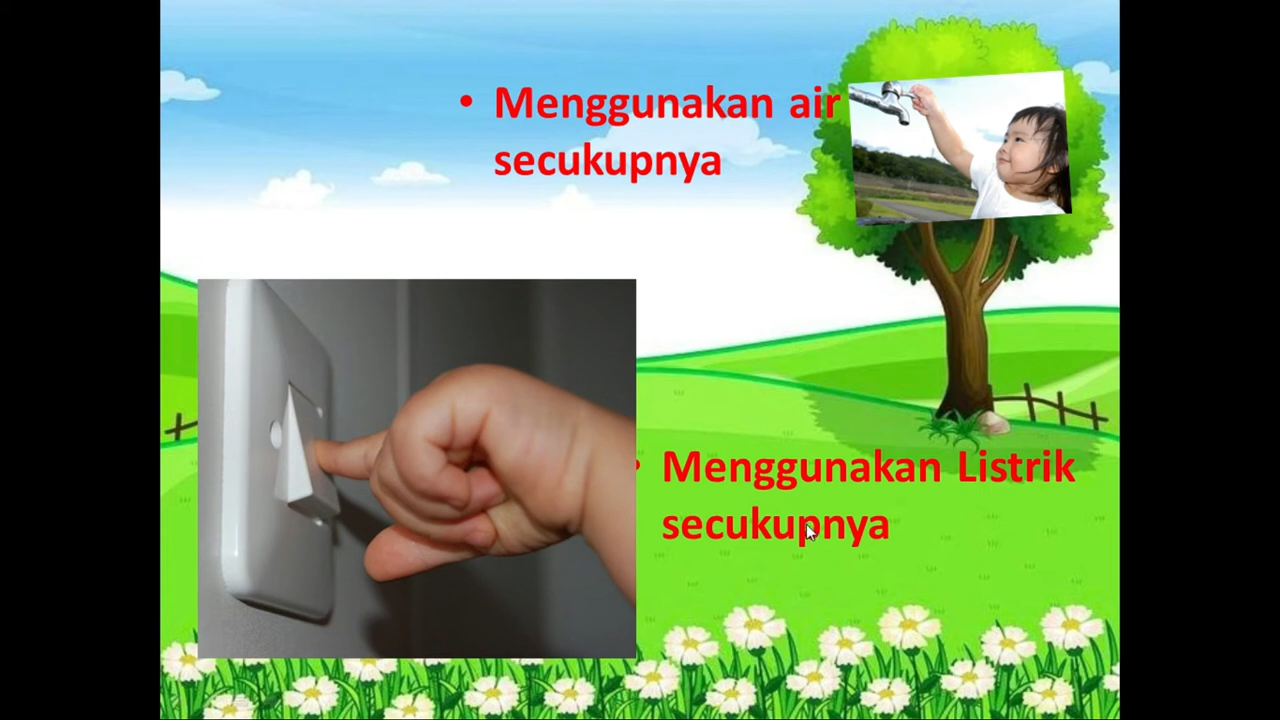 • Menggunakan air
secukupnya
• Menggunakan Listrik
secukupnya